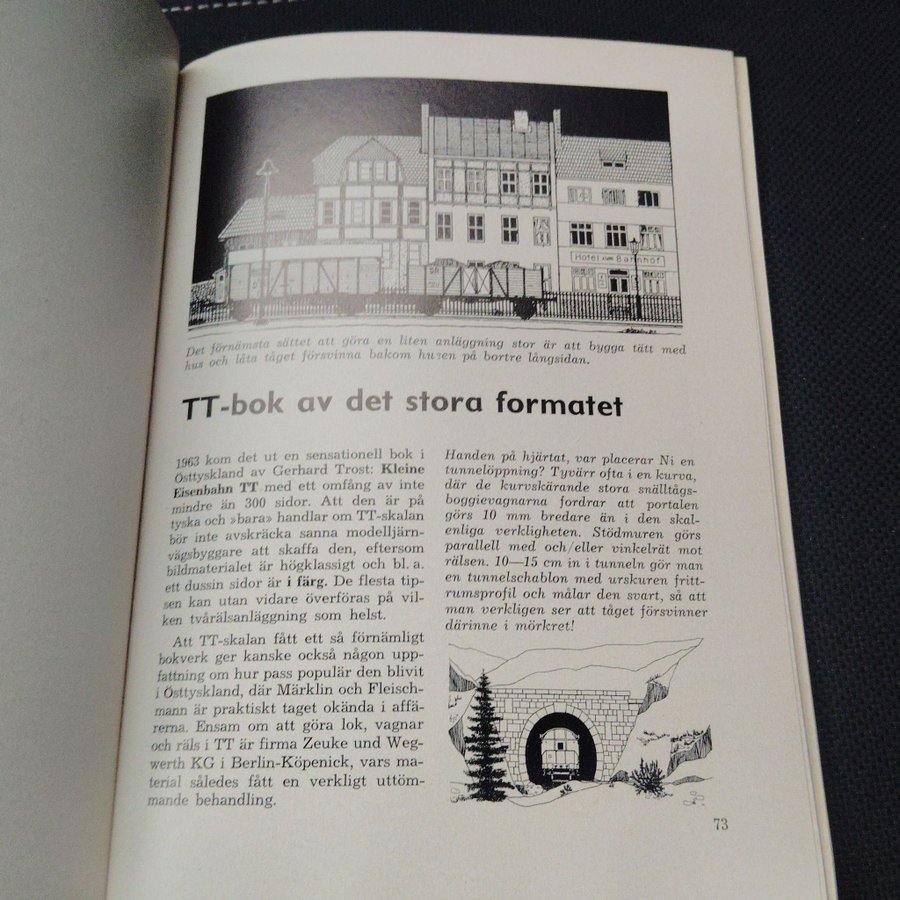 Hotel zum Bahnhof
Det förnämsta sättet att göra en liten anläggning stor är att bygga tätt med
hus och låta tåget försvinna bakom husen på bortre långsidan.
TT-bok av det stora formatet
1963 kom det ut en sensationell bok i
Östtyskland av Gerhard Trost: Kleine
Eisenbahn TT med ett omfång av inte
mindre än 300 sidor. Att den är på
tyska och »bara» handlar om TT-skalan
bör inte avskräcka sanna modelljärn-
vägsbyggare att skaffa den, eftersom
bildmaterialet är högklassigt och bl. a.
ett dussin sidor är i färg. De flesta tip-
sen kan utan vidare överföras på vil-
ken tvårälsanläggning som helst.
Att TT-skalan fått ett så förnämligt
bokverk ger kanske också någon upp-
fattning om hur pass populär den blivit
i Östtyskland, där Märklin och Fleisch-
mann är praktiskt taget okända i affä-
rerna. Ensam om att göra lok, vagnar
och räls i TT är firma Zeuke und Weg-
werth KG i Berlin-Köpenick, vars ma-
terial således fått en verkligt uttöm-
mande behandling.
Handen på hjärtat, var placerar Ni en
tunnelöppning? Tyvärr ofta i en kurva,
där de kurvskärande stora snälltågs-
boggievagnarna fordrar att portalen
görs 10 mm bredare än i den skal-
enliga verkligheten. Stödmuren görs
parallell med och/eller vinkelrät mot
rälsen. 10—15 cm in i tunneln gör man
en tunnelschablon med urskuren fritt-
rumsprofil och målar den svart, så att
man verkligen ser att tåget försvinner
därinne i mörkret!
73